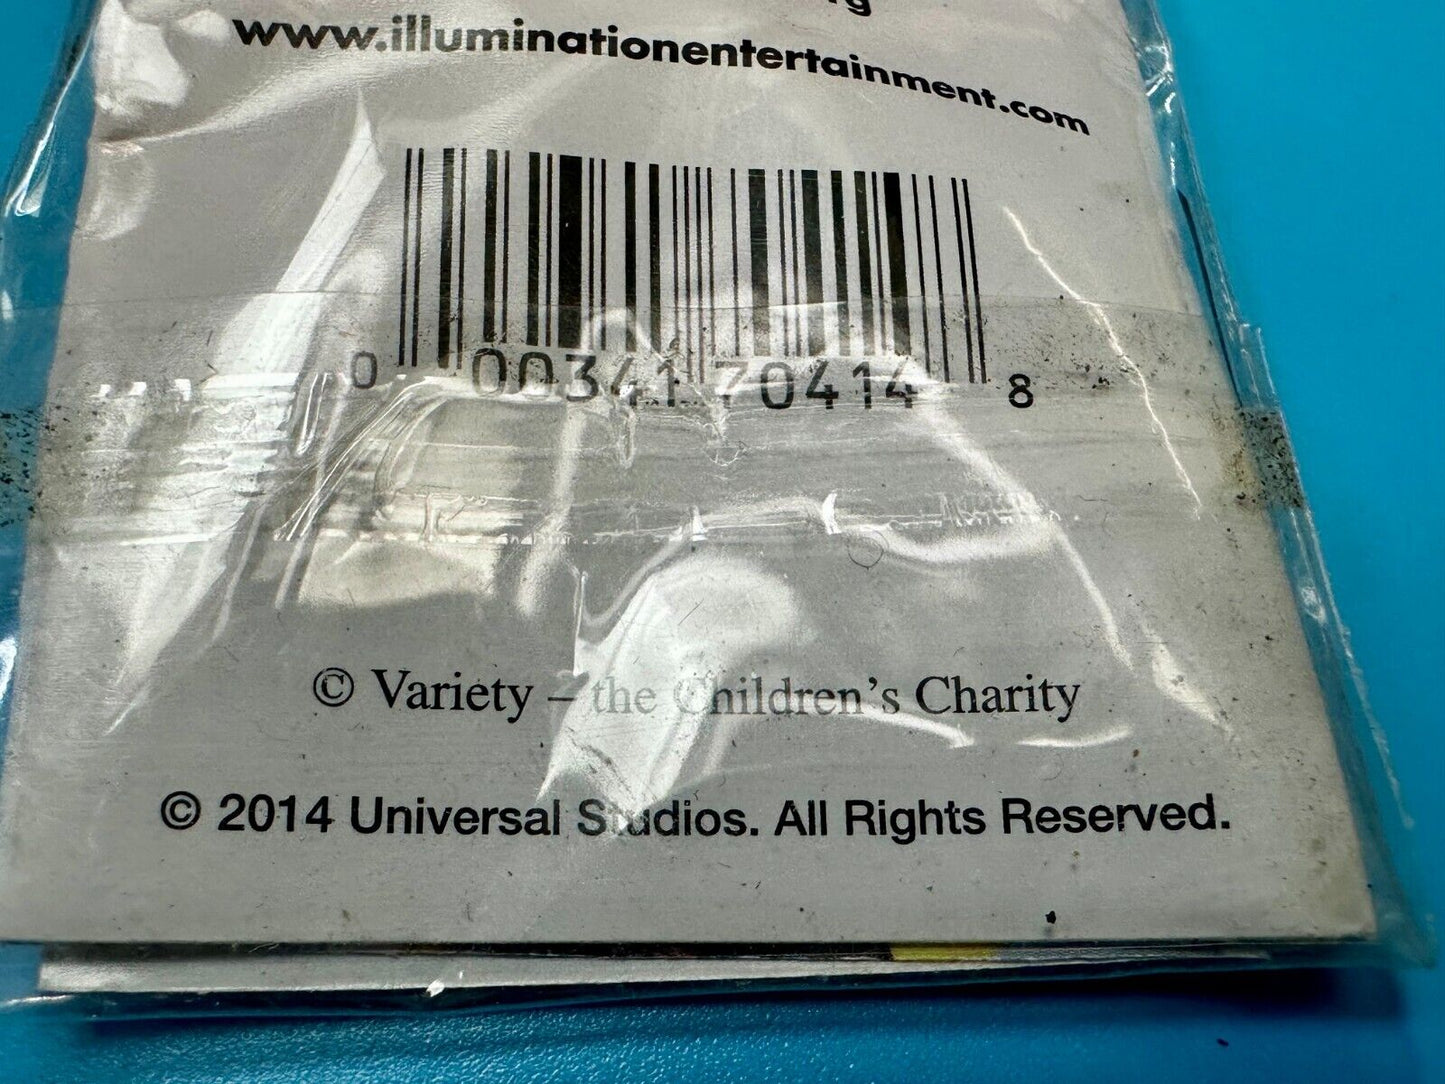 www.illuminationentertainment.com
0 00341 70414 8
© Variety – the Children's Charity
© 2014 Universal Studios. All Rights Reserved.